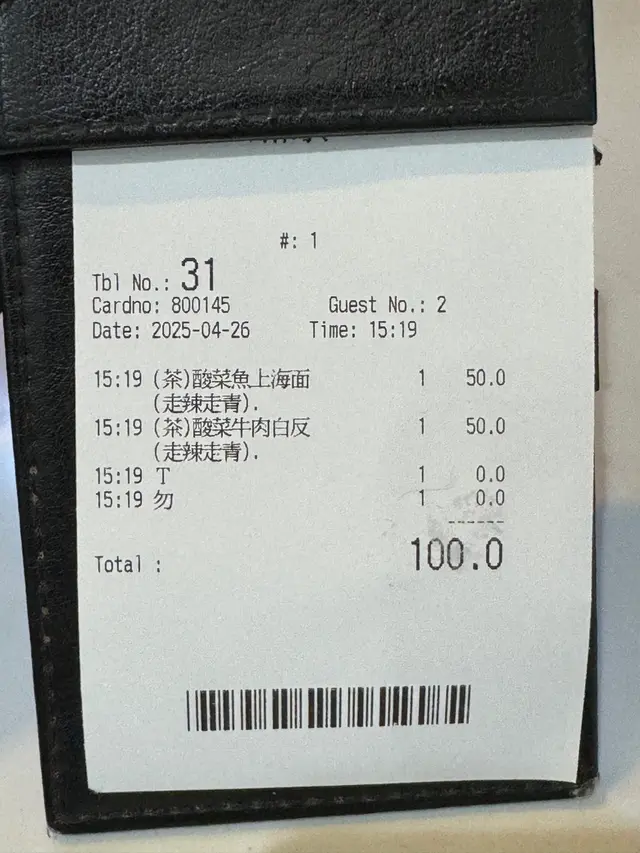 #: 1
Tbl No.: 31
Cardno: 800145 Guest No.: 2
Date: 2025-04-26 Time: 15:19
15:19 (茶)酸菜魚上海面 1 50.0
(走辣走青).
15:19 (茶)酸菜牛肉白反 1 50.0
(走辣走青).
15:19 T 1 0.0
15:19 勿 1 0.0
------
Total : 100.0